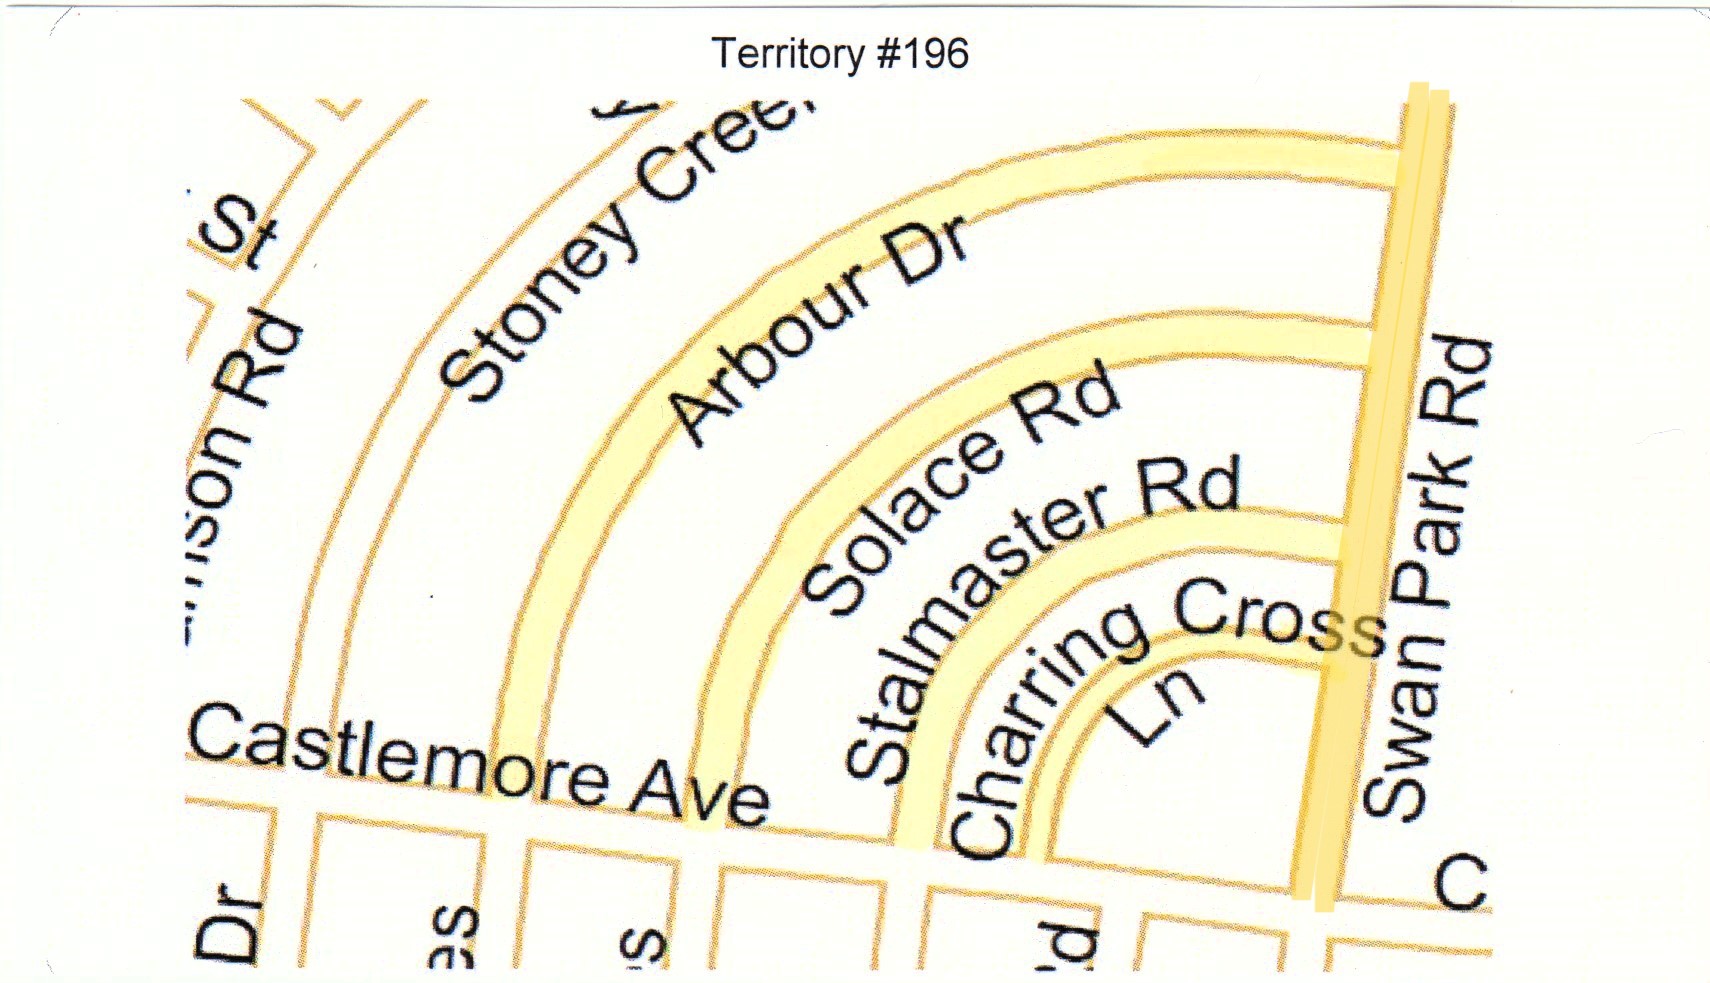 Territory #196
Stoney
St
Arbour Dr
Rd
Solace Rd
Stalmaster Rd
Charring Cross
Ln
Swan Park Rd
Castlemore Ave
C
Dr